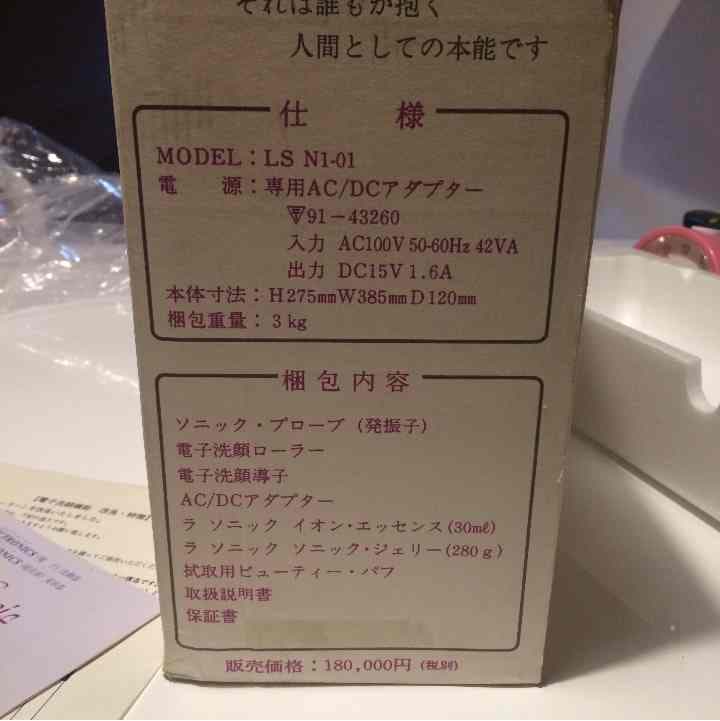 それは誰もが抱く
人間としての本能です
仕　様
MODEL：LS N1-01
電　源：専用AC/DCアダプター
91－43260
入力 AC100V 50-60Hz 42VA
出力 DC15V 1.6A
本体寸法：H275㎜W385㎜D120㎜
梱包重量：3㎏
梱包内容
ソニック・プローブ（発振子）
電子洗顔ローラー
電子洗顔導子
AC/DCアダプター
ラ ソニック イオン・エッセンス(30㎖)
ラ ソニック ソニック・ジェリー(280ｇ)
拭取用ビューティー・パフ
取扱説明書
保証書
販売価格：180,000円（税別）